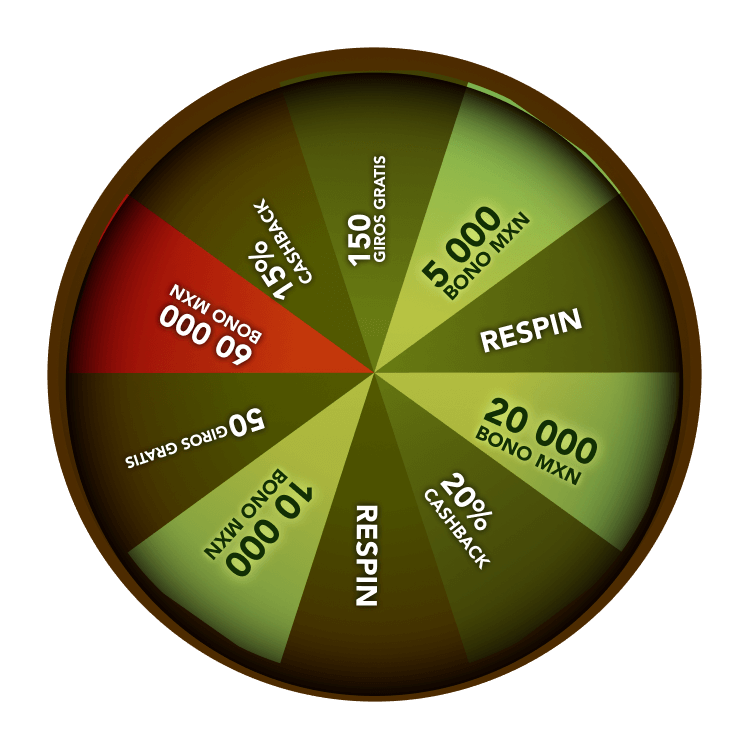 150
GIROS GRATIS
5 000
BONO MXN
RESPIN
20 000
BONO MXN
20%
CASHBACK
RESPIN
10 000
BONO MXN
50 GIROS GRATIS
60 000
BONO MXN
15%
CASHBACK